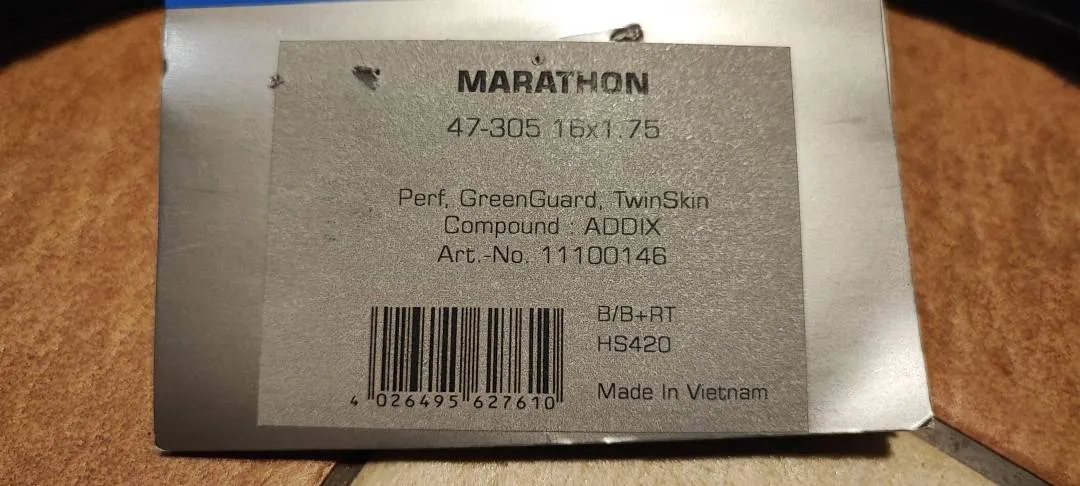 MARATHON
47-305 16x1.75
Perf, GreenGuard, TwinSkin
Compound : ADDIX
Art.-No. 11100146
B/B+RT
HS420
Made In Vietnam
4 026495 627610